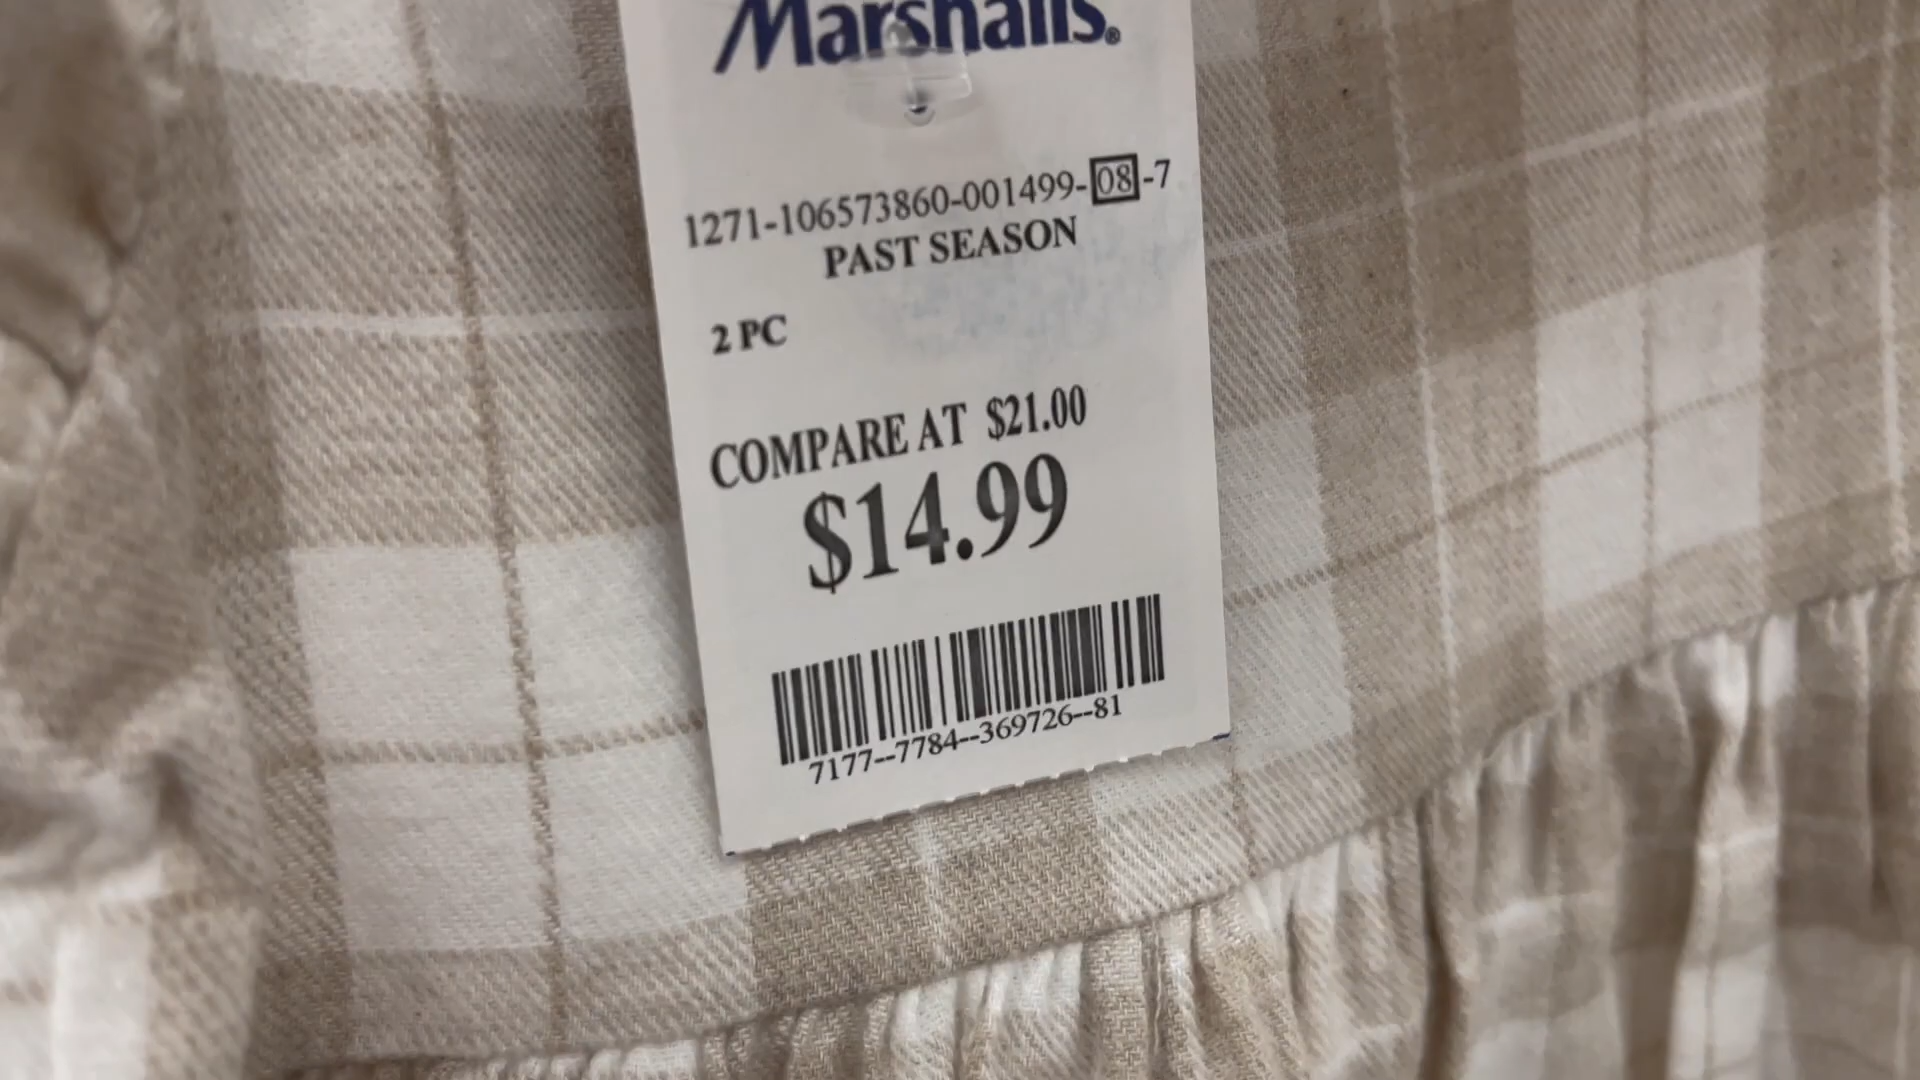 Marshalls®
1271-106573860-001499-08-7
PAST SEASON
2 PC
COMPARE AT $21.00
$14.99
7177--7784--369726--81